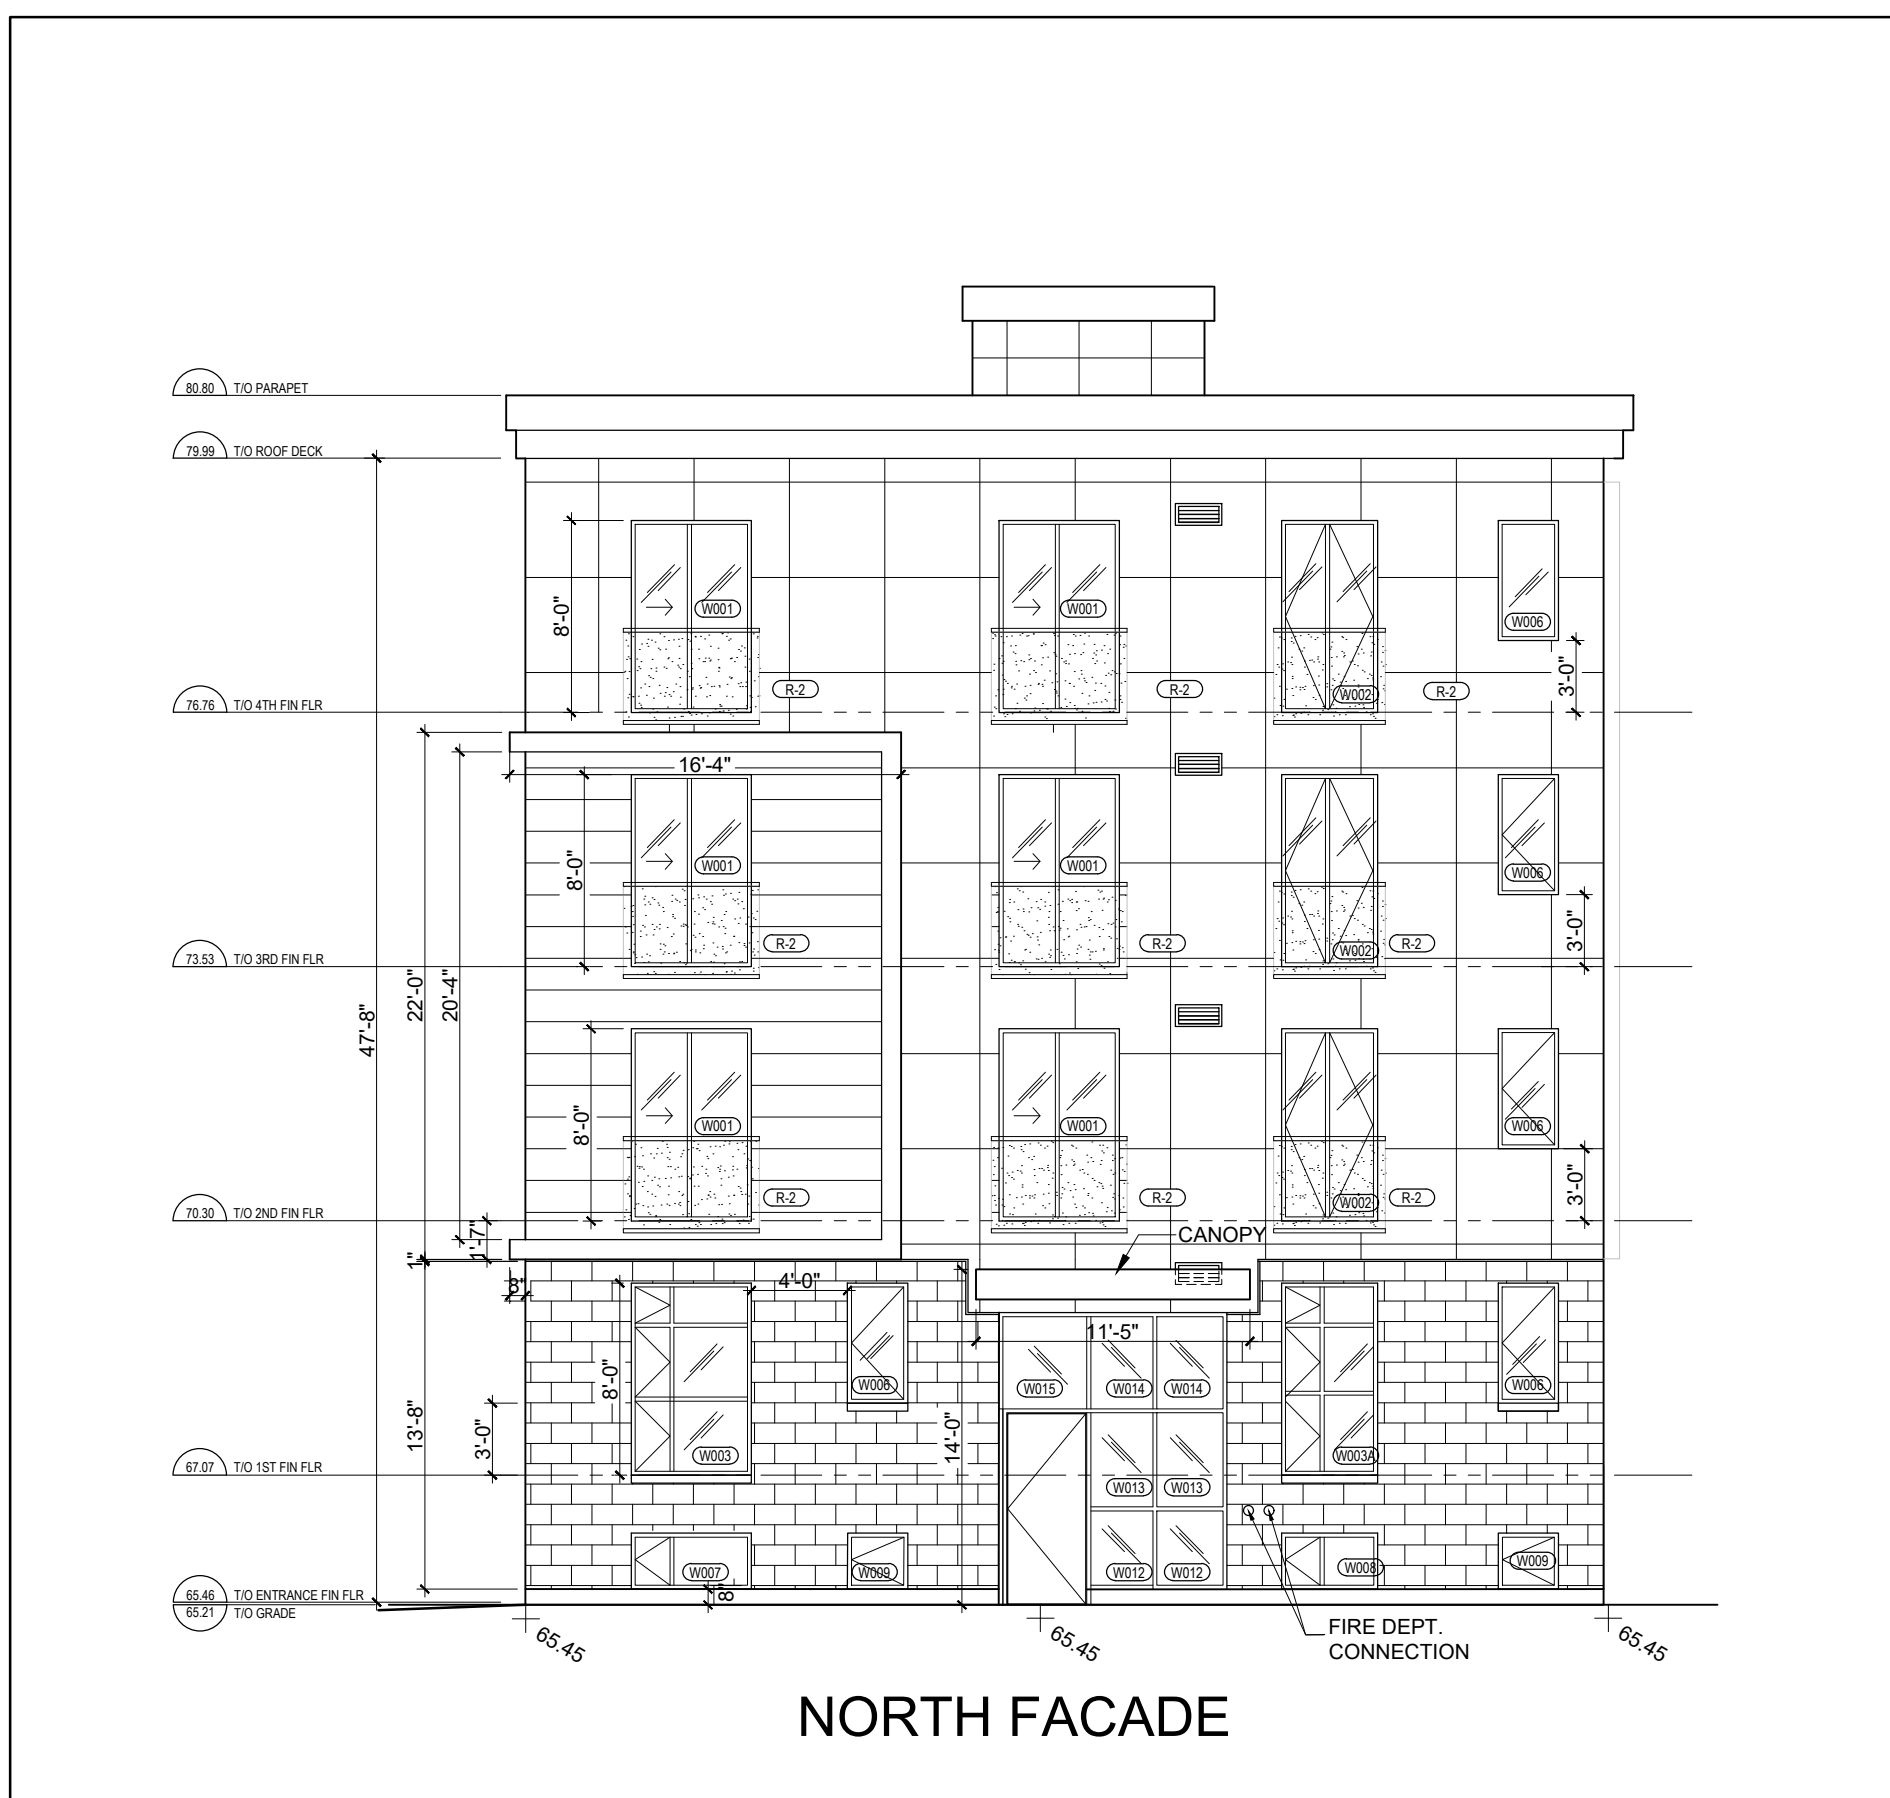 80.80 T/O PARAPET
79.99 T/O ROOF DECK
8'-0"
W001
W001
W006
R-2
R-2
W002
R-2
3'-0"
76.76 T/O 4TH FIN FLR
16'-4"
8'-0"
W001
W001
W006
R-2
R-2
W002
R-2
3'-0"
73.53 T/O 3RD FIN FLR
47'-8"
22'-0"
20'-4"
8'-0"
W001
W001
W006
R-2
R-2
W002
R-2
3'-0"
70.30 T/O 2ND FIN FLR
1'-7"
1"
CANOPY
8"
4'-0"
11'-5"
8'-0"
W006
W015
W014
W014
W006
13'-8"
3'-0"
14'-0"
W003
W003A
67.07 T/O 1ST FIN FLR
W013
W013
W007
W009
W012
W012
W008
W009
8"
65.46 T/O ENTRANCE FIN FLR
65.21 T/O GRADE
65.45
65.45
65.45
FIRE DEPT.
CONNECTION
NORTH FACADE